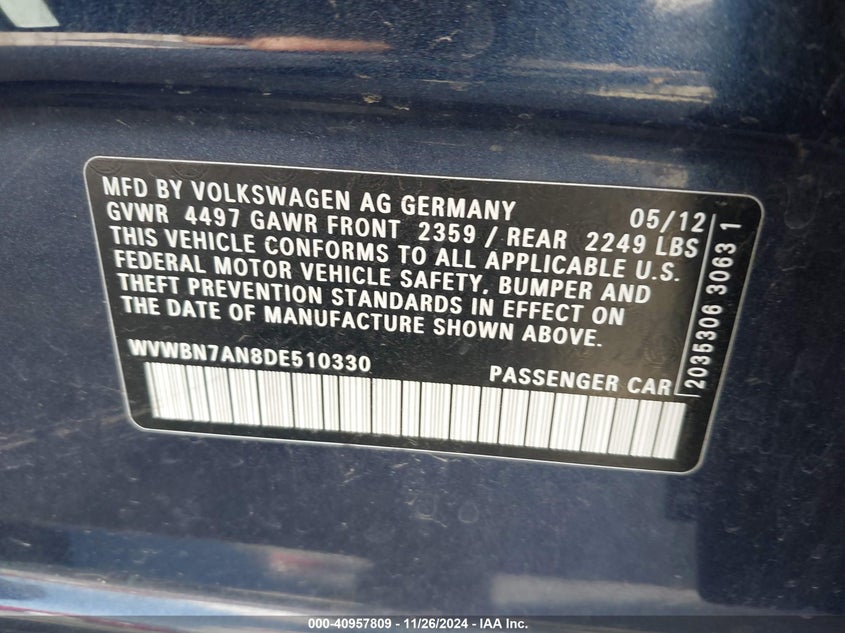 MFD BY VOLKSWAGEN AG GERMANY 05/12
GVWR 4497 GAWR FRONT 2359 / REAR 2249 LBS
THIS VEHICLE CONFORMS TO ALL APPLICABLE U.S.
FEDERAL MOTOR VEHICLE SAFETY, BUMPER AND
THEFT PREVENTION STANDARDS IN EFFECT ON
THE DATE OF MANUFACTURE SHOWN ABOVE.
WVWBN7AN8DE510330
PASSENGER CAR
2035306 3063 1
000-40957809 - 11/26/2024 - IAA Inc.